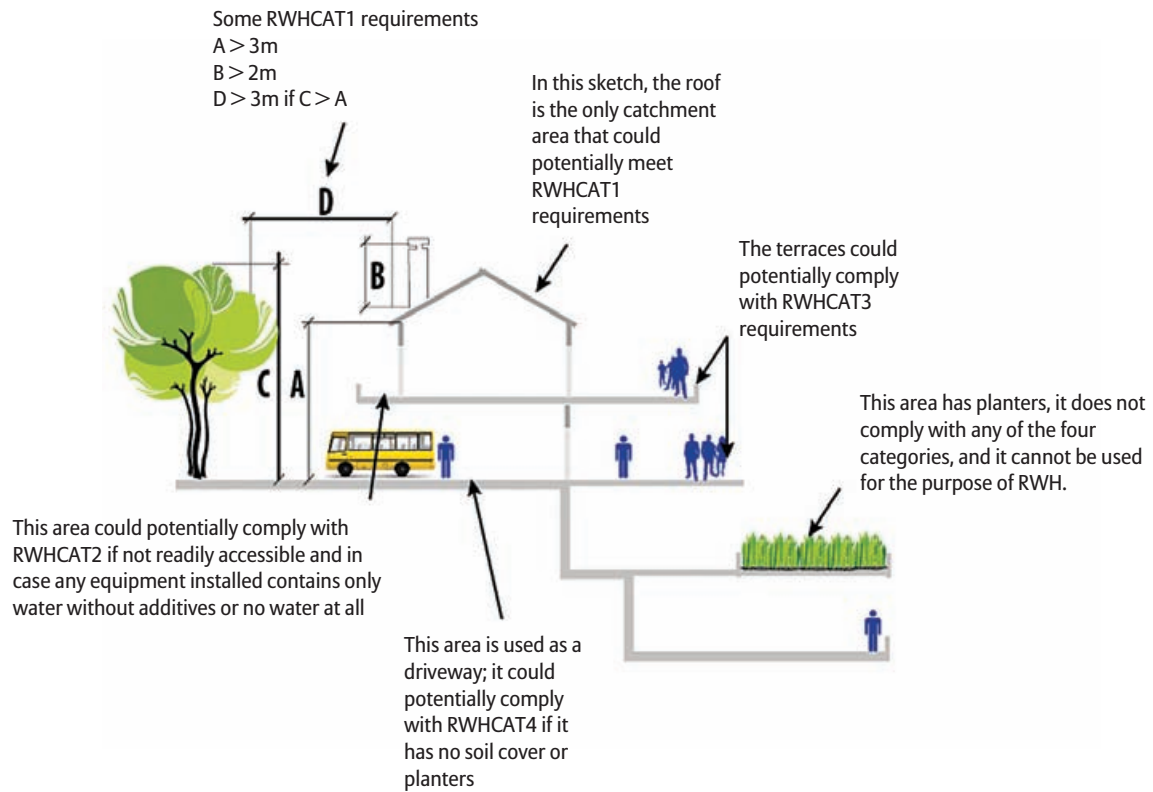 Some RWHCAT1 requirements
A > 3m
B > 2m
D > 3m if C > A
In this sketch, the roof
is the only catchment
area that could
potentially meet
RWHCAT1
requirements
D
B
The terraces could
potentially comply
with RWHCAT3
requirements
C
A
This area has planters, it does not
comply with any of the four
categories, and it cannot be used
for the purpose of RWH.
This area could potentially comply with
RWHCAT2 if not readily accessible and in
case any equipment installed contains only
water without additives or no water at all
This area is used as a
driveway; it could
potentially comply
with RWHCAT4 if it
has no soil cover or
planters